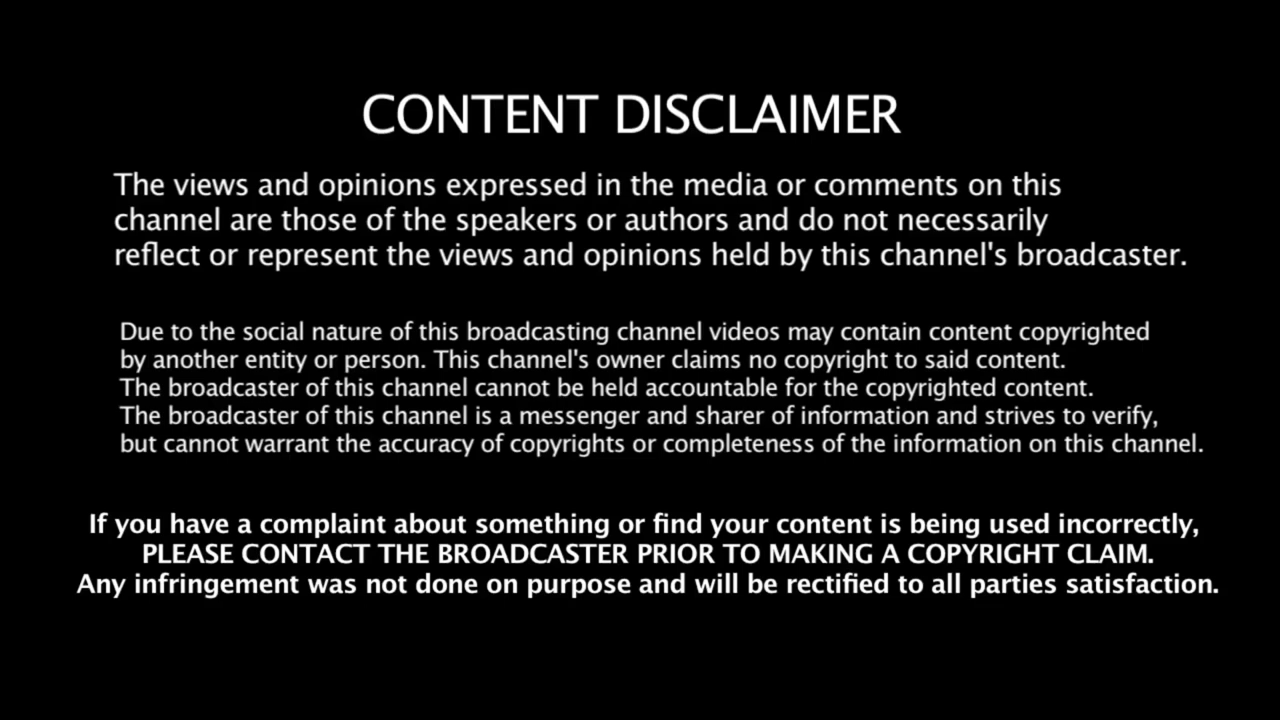 CONTENT DISCLAIMER
The views and opinions expressed in the media or comments on this
channel are those of the speakers or authors and do not necessarily
reflect or represent the views and opinions held by this channel's broadcaster.
Due to the social nature of this broadcasting channel videos may contain content copyrighted
by another entity or person. This channel's owner claims no copyright to said content.
The broadcaster of this channel cannot be held accountable for the copyrighted content.
The broadcaster of this channel is a messenger and sharer of information and strives to verify,
but cannot warrant the accuracy of copyrights or completeness of the information on this channel.
If you have a complaint about something or find your content is being used incorrectly,
PLEASE CONTACT THE BROADCASTER PRIOR TO MAKING A COPYRIGHT CLAIM.
Any infringement was not done on purpose and will be rectified to all parties satisfaction.